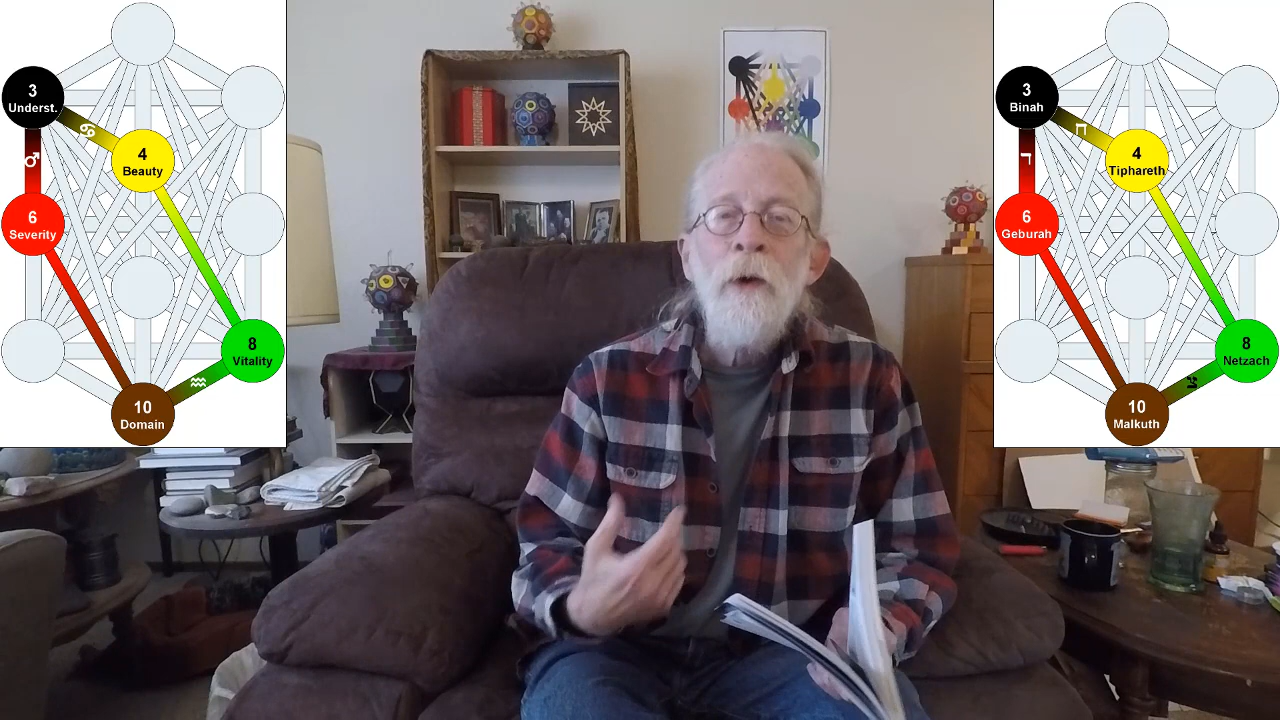 3
Underst.
♋
♂
4
Beauty
6
Severity
8
Vitality
♒
10
Domain
3
Binah
ח
ד
4
Tiphareth
6
Geburah
8
Netzach
10
Malkuth